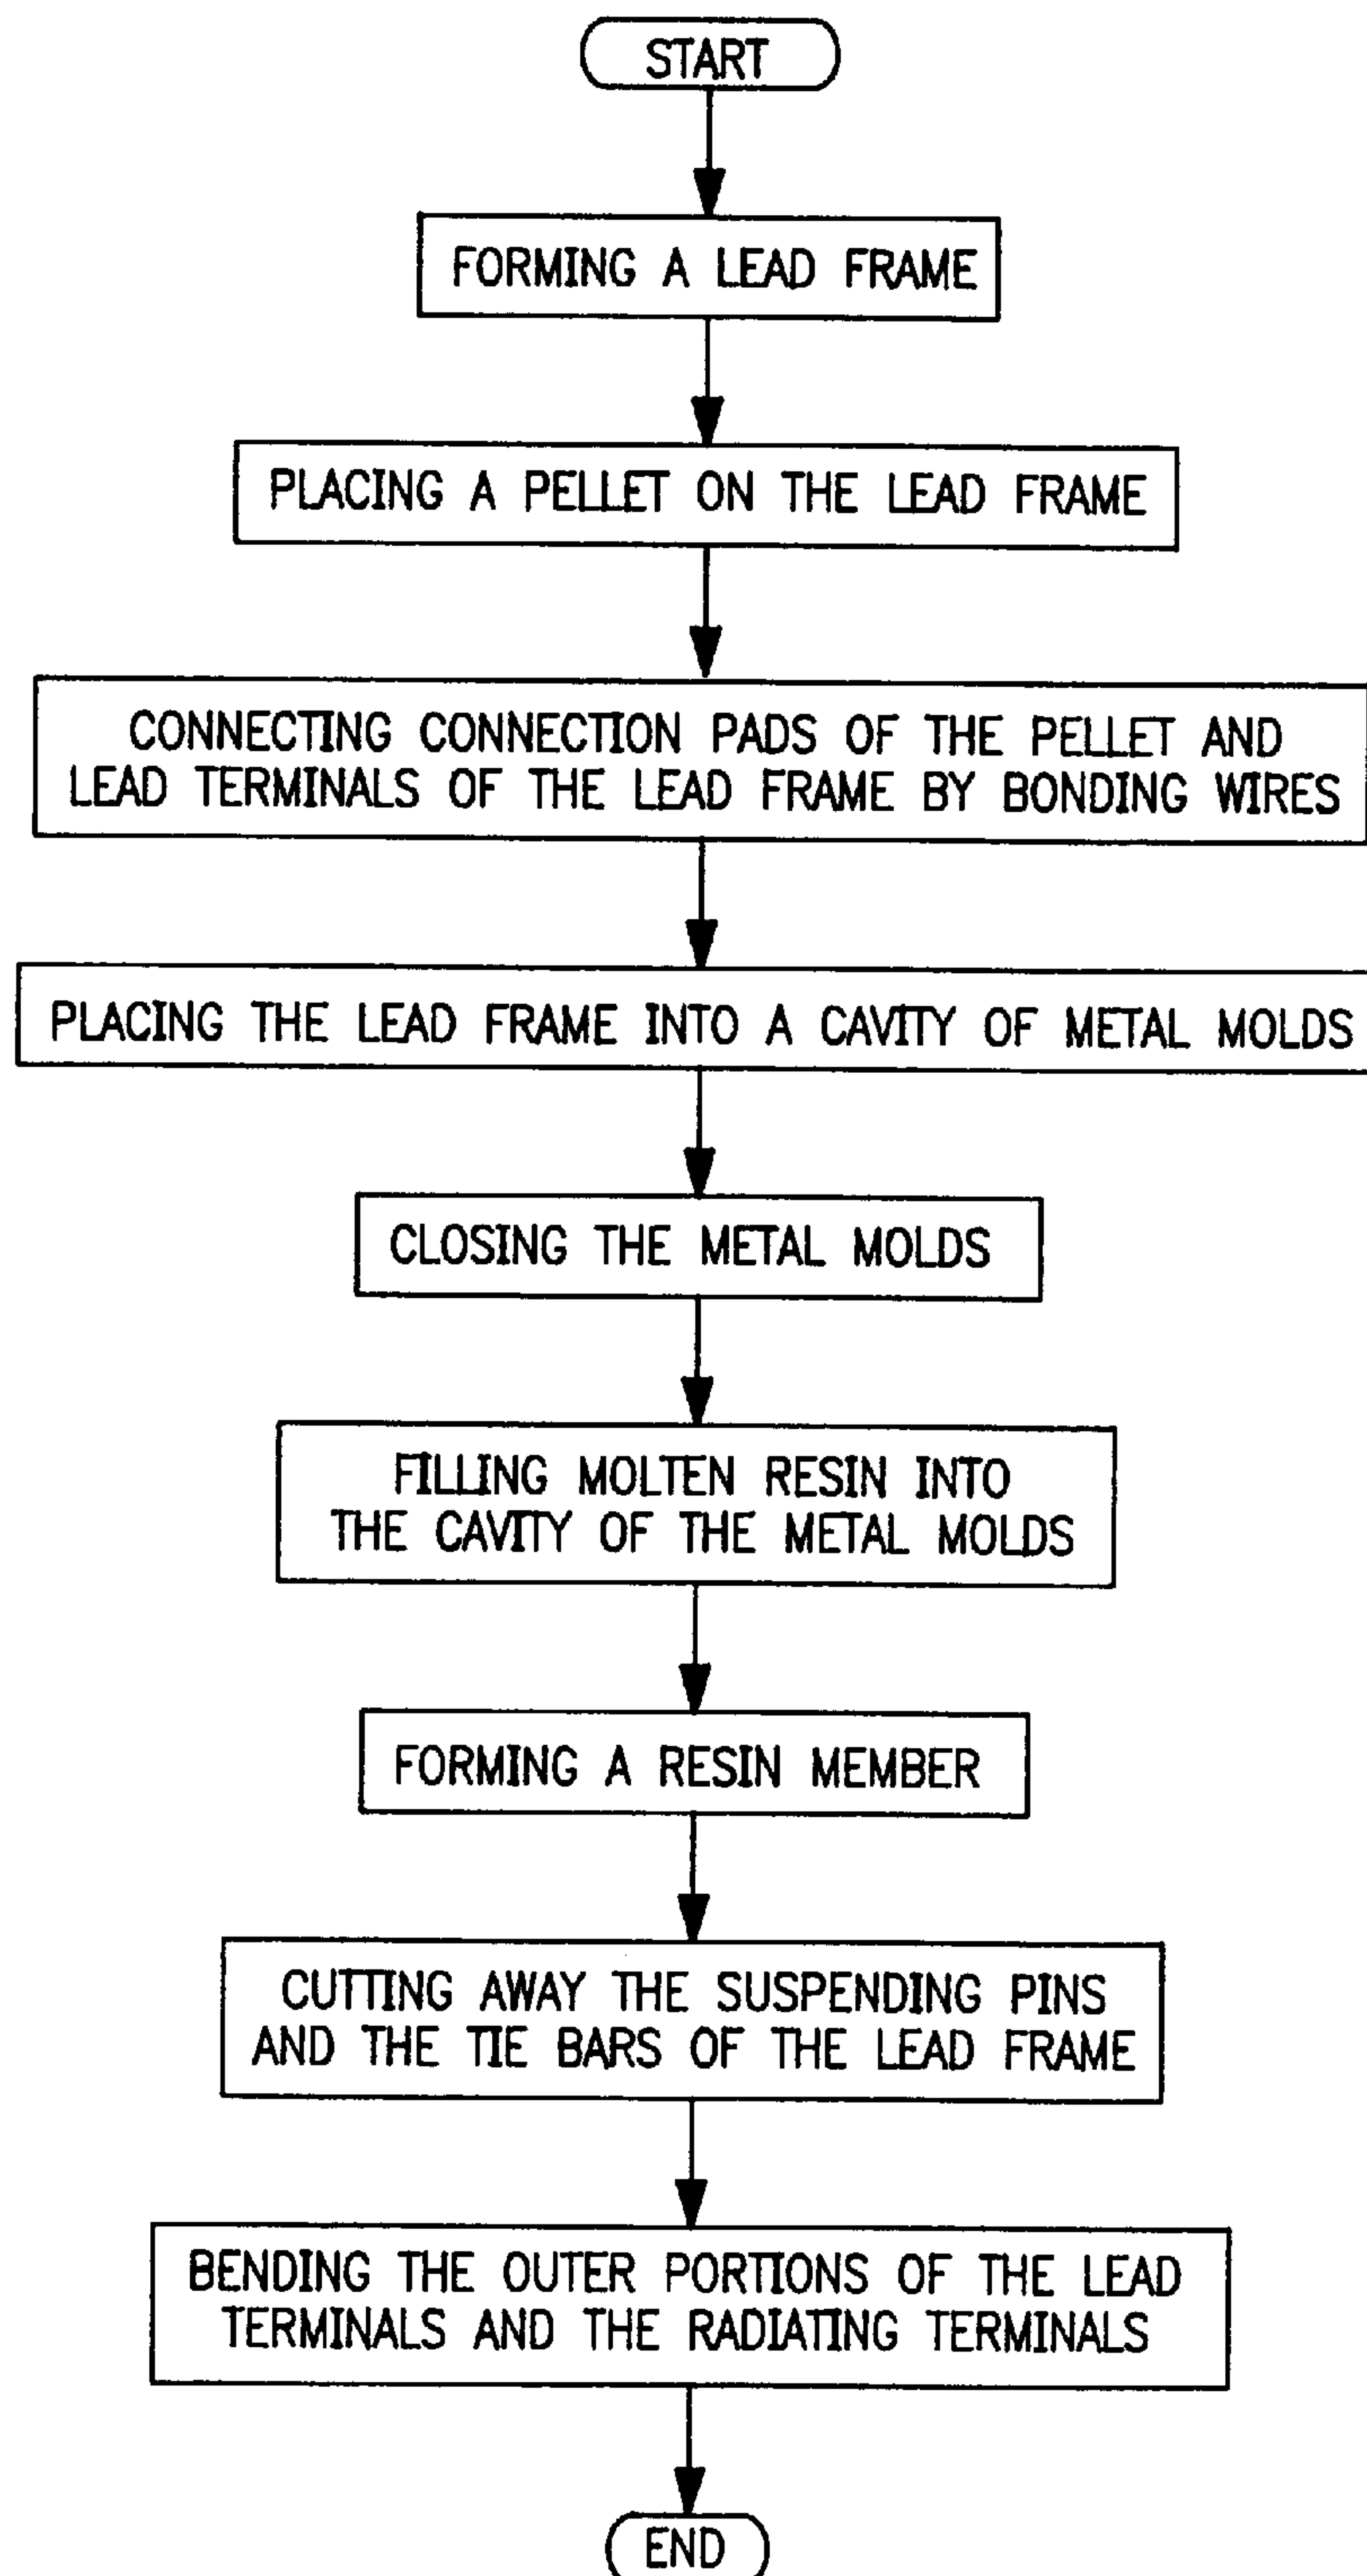 START
FORMING A LEAD FRAME
PLACING A PELLET ON THE LEAD FRAME
CONNECTING CONNECTION PADS OF THE PELLET AND
LEAD TERMINALS OF THE LEAD FRAME BY BONDING WIRES
PLACING THE LEAD FRAME INTO A CAVITY OF METAL MOLDS
CLOSING THE METAL MOLDS
FILLING MOLTEN RESIN INTO
THE CAVITY OF THE METAL MOLDS
FORMING A RESIN MEMBER
CUTTING AWAY THE SUSPENDING PINS
AND THE TIE BARS OF THE LEAD FRAME
BENDING THE OUTER PORTIONS OF THE LEAD
TERMINALS AND THE RADIATING TERMINALS
END